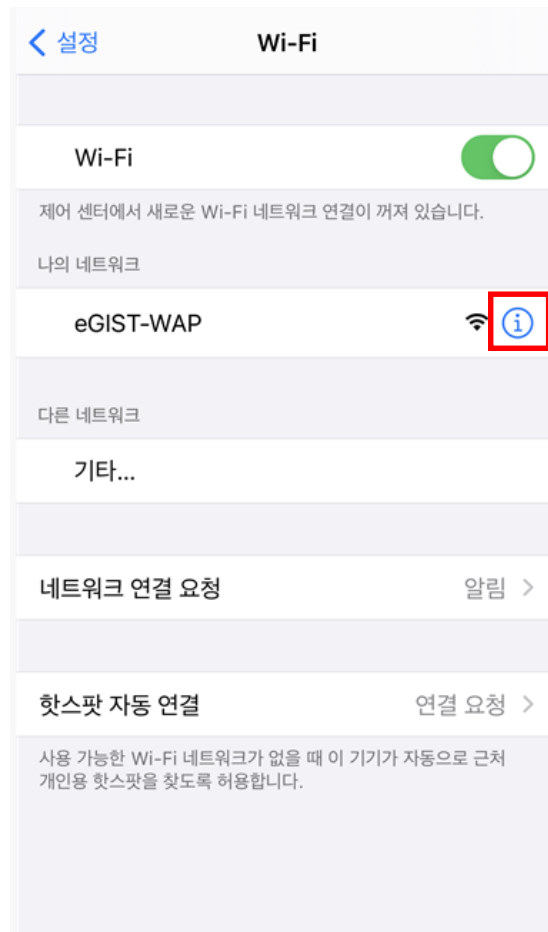 설정
Wi-Fi
Wi-Fi
제어 센터에서 새로운 Wi-Fi 네트워크 연결이 꺼져 있습니다.
나의 네트워크
eGIST-WAP
다른 네트워크
기타...
네트워크 연결 요청 알림
핫스팟 자동 연결 연결 요청
사용 가능한 Wi-Fi 네트워크가 없을 때 이 기기가 자동으로 근처
개인용 핫스팟을 찾도록 허용합니다.